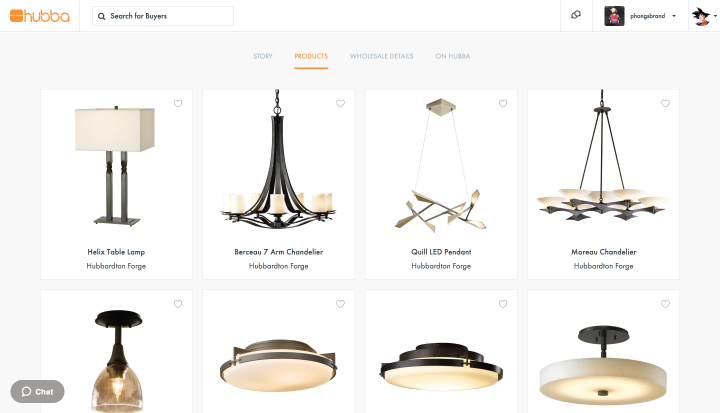 hubba
Search for Buyers
phongsbrand
STORY
PRODUCTS
WHOLESALE DETAILS
ON HUBBA
Helix Table Lamp
Hubbardton Forge
Berceau 7 Arm Chandelier
Hubbardton Forge
Quill LED Pendant
Hubbardton Forge
Moreau Chandelier
Hubbardton Forge
Chat